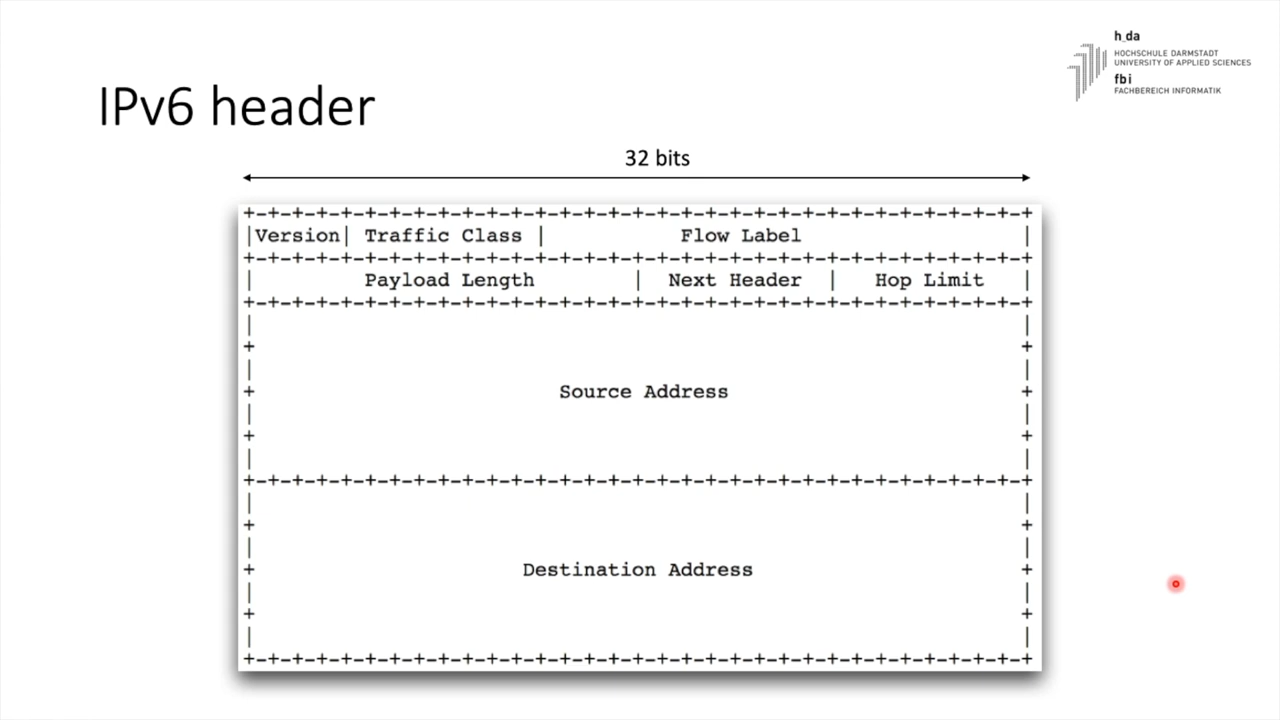 h_da
HOCHSCHULE DARMSTADT
UNIVERSITY OF APPLIED SCIENCES
fbi
FACHBEREICH INFORMATIK
IPv6 header
32 bits
+-+-+-+-+-+-+-+-+-+-+-+-+-+-+-+-+-+-+-+-+-+-+-+-+-+-+-+-+-+-+-+-+
|Version| Traffic Class | Flow Label |
+-+-+-+-+-+-+-+-+-+-+-+-+-+-+-+-+-+-+-+-+-+-+-+-+-+-+-+-+-+-+-+-+
| Payload Length | Next Header | Hop Limit |
+-+-+-+-+-+-+-+-+-+-+-+-+-+-+-+-+-+-+-+-+-+-+-+-+-+-+-+-+-+-+-+-+
| |
+ +
| |
+ Source Address +
| |
+ +
| |
+-+-+-+-+-+-+-+-+-+-+-+-+-+-+-+-+-+-+-+-+-+-+-+-+-+-+-+-+-+-+-+-+
| |
+ +
| |
+ Destination Address +
| |
+ +
| |
+-+-+-+-+-+-+-+-+-+-+-+-+-+-+-+-+-+-+-+-+-+-+-+-+-+-+-+-+-+-+-+-+